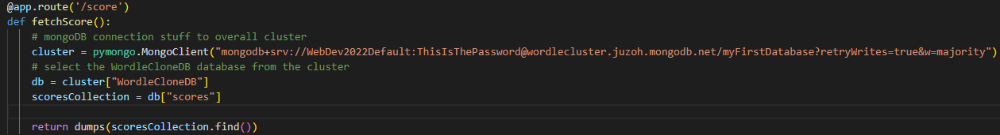 @app.route('/score')
def fetchScore():
    # mongoDB connection stuff to overall cluster
    cluster = pymongo.MongoClient("mongodb+srv://WebDev2022Default:ThisIsThePassword@wordlecluster.juzoh.mongodb.net/myFirstDatabase?retryWrites=true&w=majority")
    # select the WordleCloneDB database from the cluster
    db = cluster["WordleCloneDB"]
    scoresCollection = db["scores"]

    return dumps(scoresCollection.find())